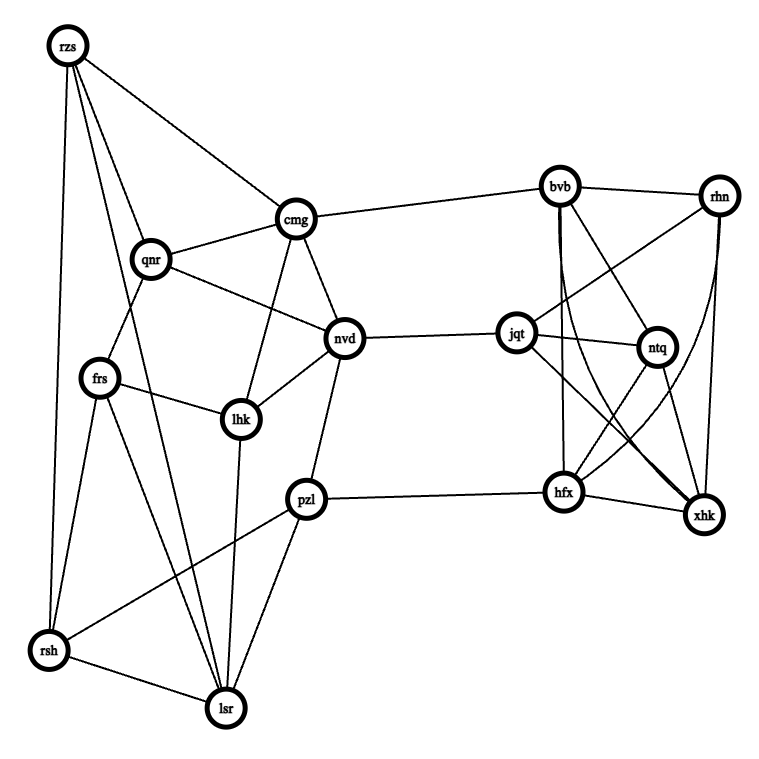 rzs
bvb
rhn
cmg
qnr
jqt
nvd
ntq
frs
lhk
hfx
pzl
xhk
rsh
lsr